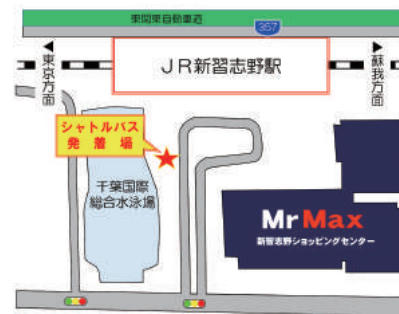 東関東自動車道
357
◀東京方面
JR新習志野駅
▶蘇我方面
シャトルバス
発着場
千葉国際
総合水泳場
MrMax
新習志野ショッピングセンター